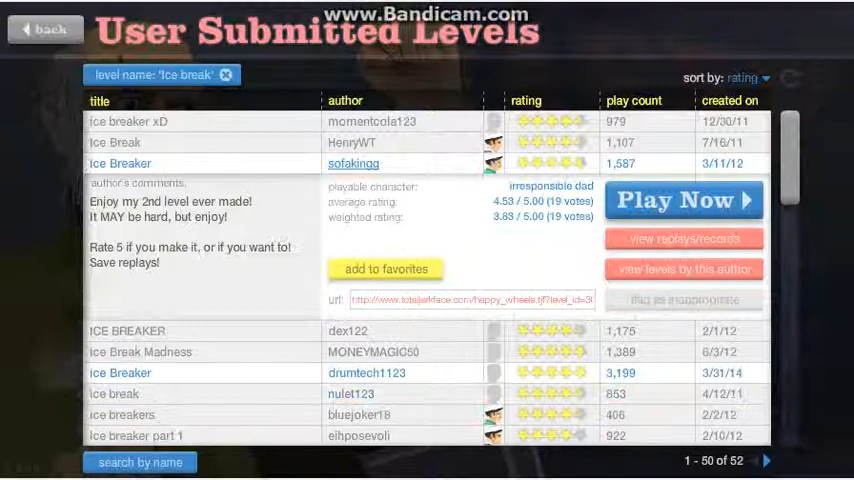 www.Bandicam.com
back
User Submitted Levels
level name: 'Ice break'
sort by: rating
title author rating play count created on
ice breaker xD momentcola123 979 12/30/11
Ice Break HenryWT 1,107 7/16/11
Ice Breaker sofakingg 1,587 3/11/12
author's comments:
Enjoy my 2nd level ever made!
It MAY be hard, but enjoy!
Rate 5 if you make it, or if you want to!
Save replays!
playable character: irresponsible dad
average rating: 4.53 / 5.00 (19 votes)
weighted rating: 3.83 / 5.00 (19 votes)
add to favorites
url: http://www.totaljerkface.com/happy_wheels.tjf?level_id=3
Play Now
view replays/records
view levels by this author
flag as inappropriate
ICE BREAKER dex122 1,175 2/1/12
Ice Break Madness MONEYMAGIC50 1,389 6/3/12
Ice Breaker drumtech1123 3,199 3/31/14
ice break nulet123 853 4/12/11
ice breakers bluejoker18 406 2/2/12
Ice breaker part 1 eihposevoli 922 2/10/12
search by name
1 - 50 of 52